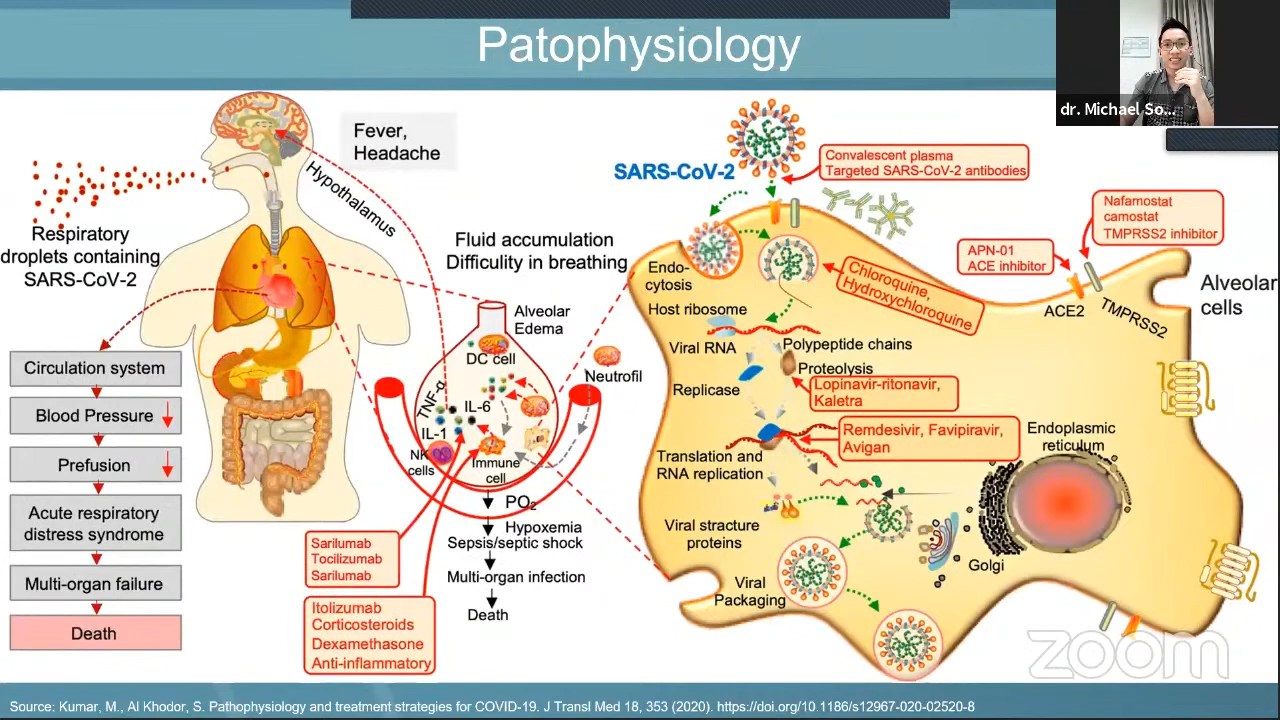 Patophysiology
dr. Michael So...
Fever,
Headache
Hypothalamus
Respiratory
droplets containing
SARS-CoV-2
Circulation system
Blood Pressure
Prefusion
Acute respiratory
distress syndrome
Multi-organ failure
Death
Fluid accumulation
Difficulity in breathing
Alveolar
Edema
DC cell
Neutrofil
TNF-α
IL-6
IL-1
NK
cells
Immune
cell
PO₂
Hypoxemia
Sepsis/septic shock
Multi-organ infection
Death
Sarilumab
Tocilizumab
Sarilumab
Itolizumab
Corticosteroids
Dexamethasone
Anti-inflammatory
SARS-CoV-2
Convalescent plasma
Targeted SARS-CoV-2 antibodies
Nafamostat
camostat
TMPRSS2 inhibitor
APN-01
ACE inhibitor
ACE2
TMPRSS2
Alveolar
cells
Endo-
cytosis
Chloroquine,
Hydroxychloroquine
Host ribosome
Viral RNA
Polypeptide chains
Proteolysis
Replicase
Lopinavir-ritonavir,
Kaletra
Remdesivir, Favipiravir,
Avigan
Translation and
RNA replication
Endoplasmic
reticulum
Viral stracture
proteins
Golgi
Viral
Packaging
zoom
Source: Kumar, M., Al Khodor, S. Pathophysiology and treatment strategies for COVID-19. J Transl Med 18, 353 (2020). https://doi.org/10.1186/s12967-020-02520-8